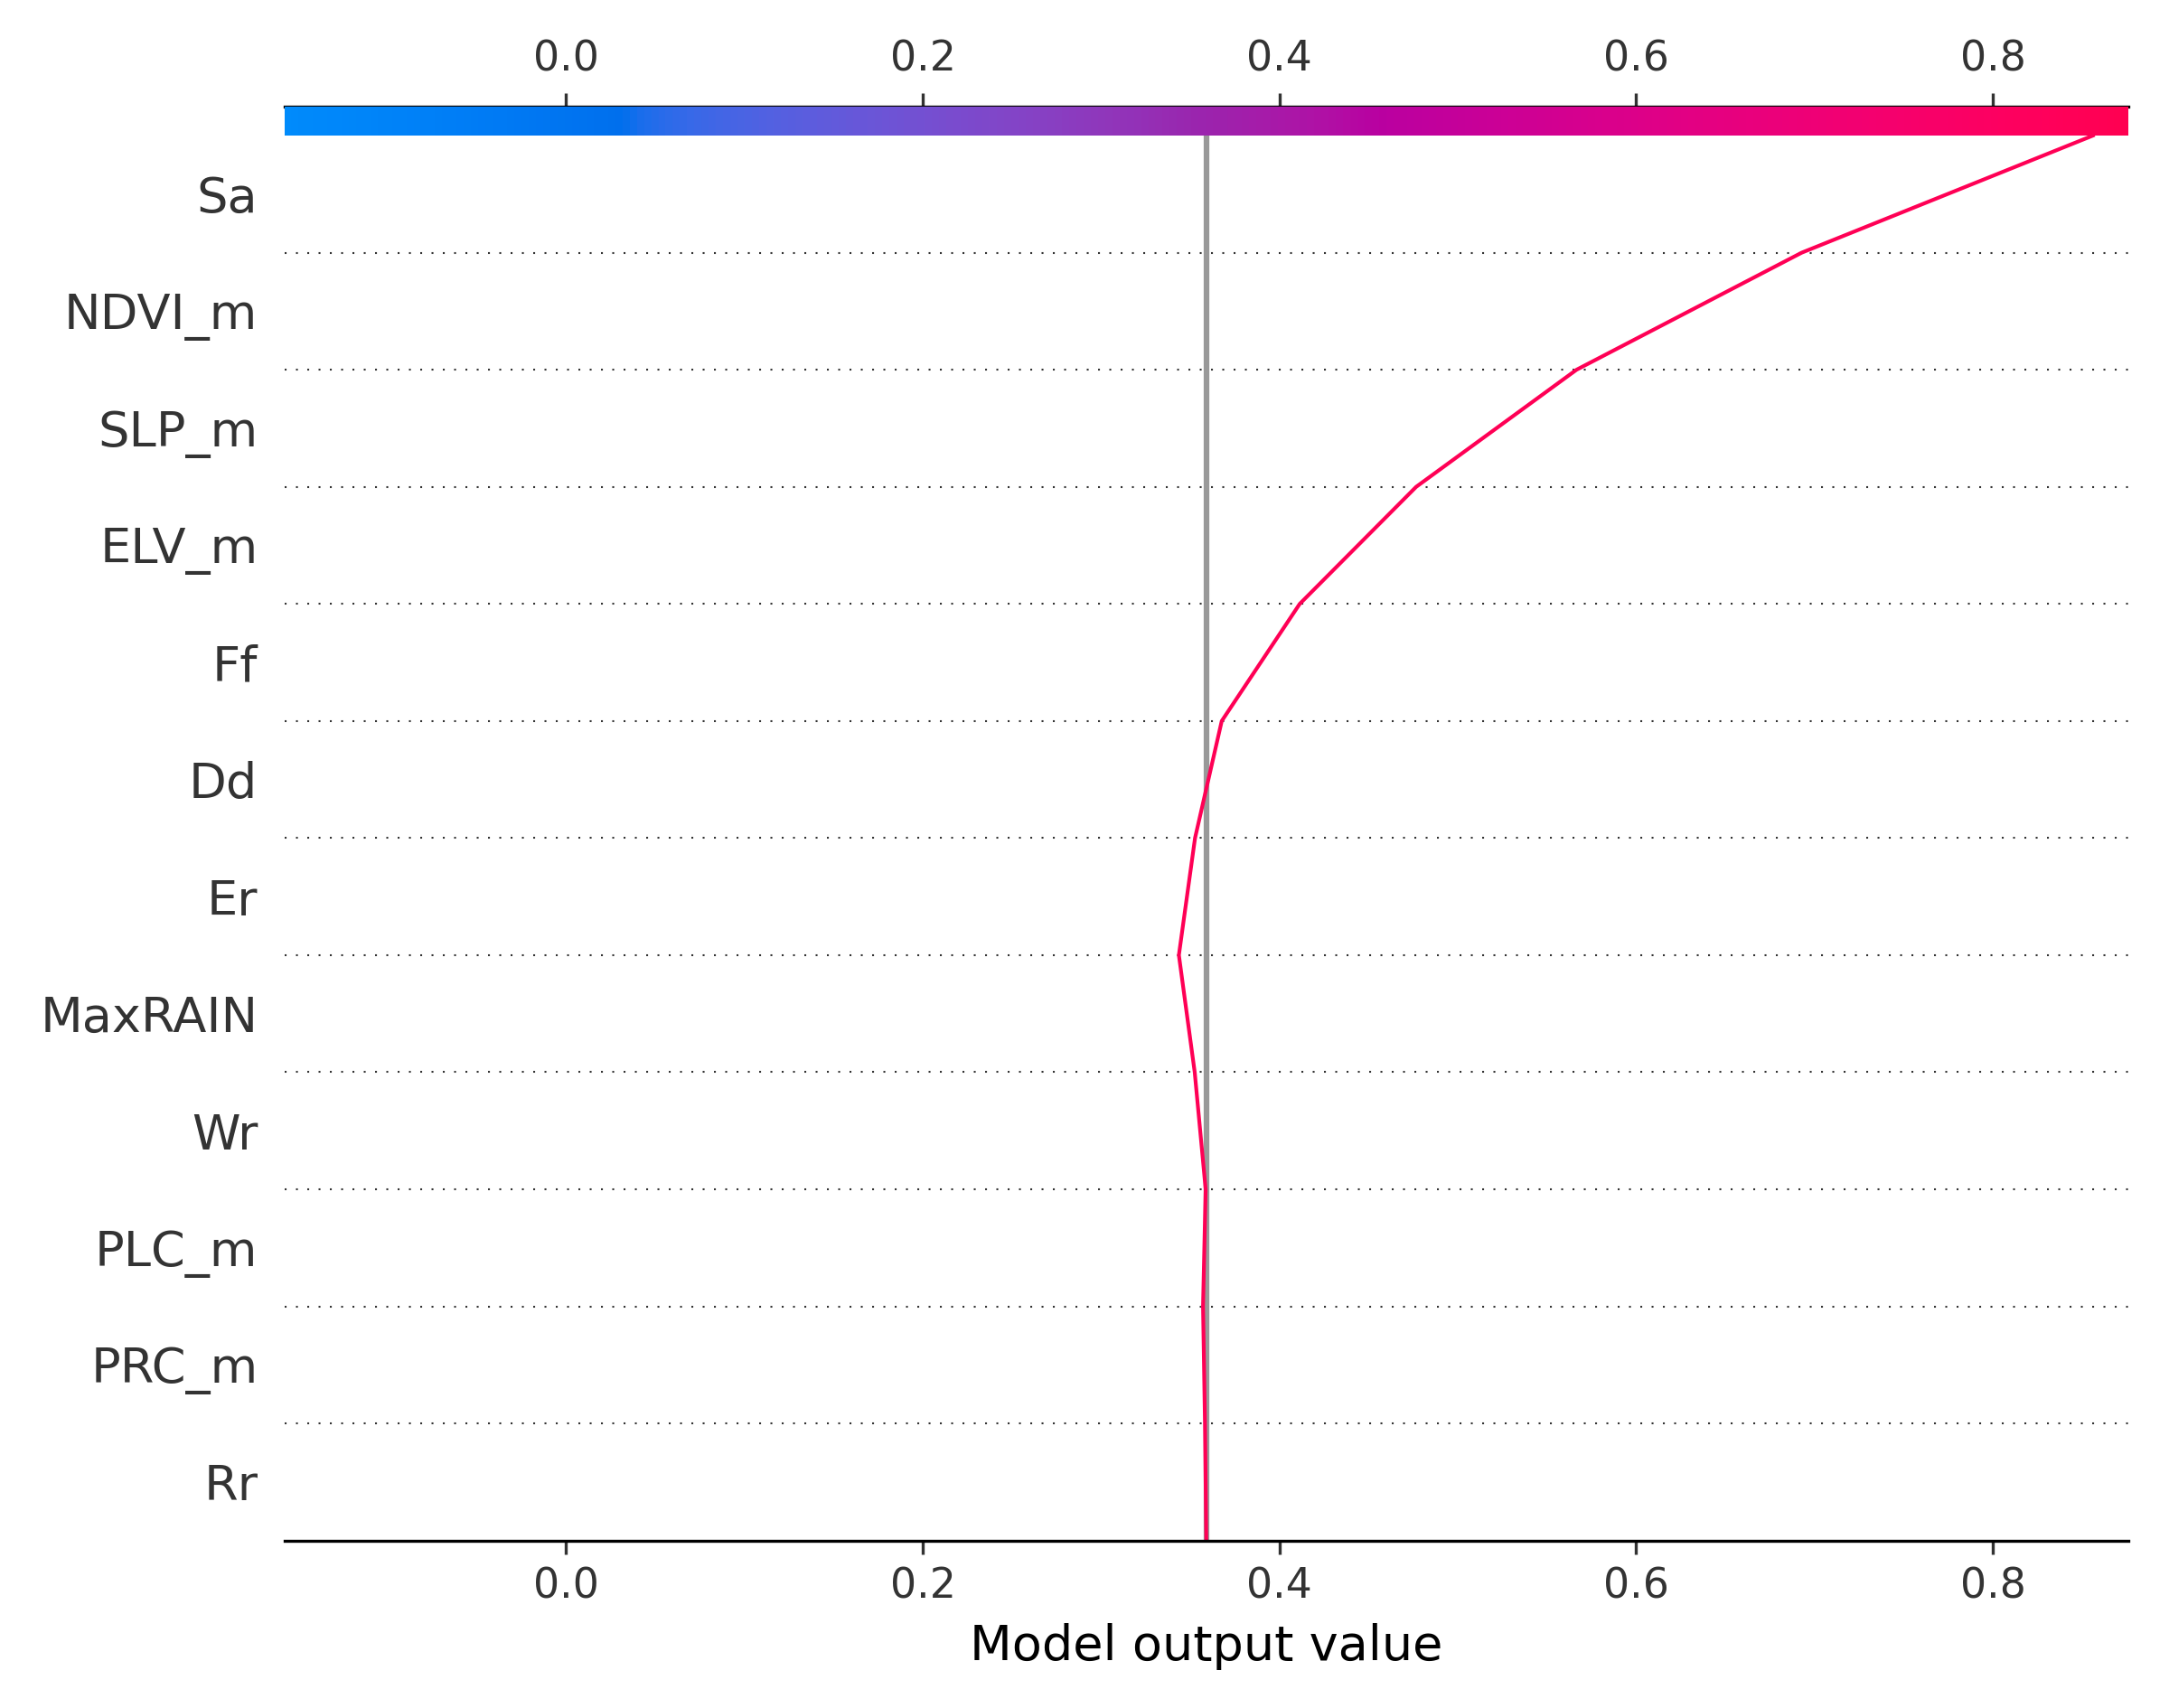 0.0 0.2 0.4 0.6 0.8
Sa
NDVI_m
SLP_m
ELV_m
Ff
Dd
Er
MaxRAIN
Wr
PLC_m
PRC_m
Rr
0.0 0.2 0.4 0.6 0.8
Model output value